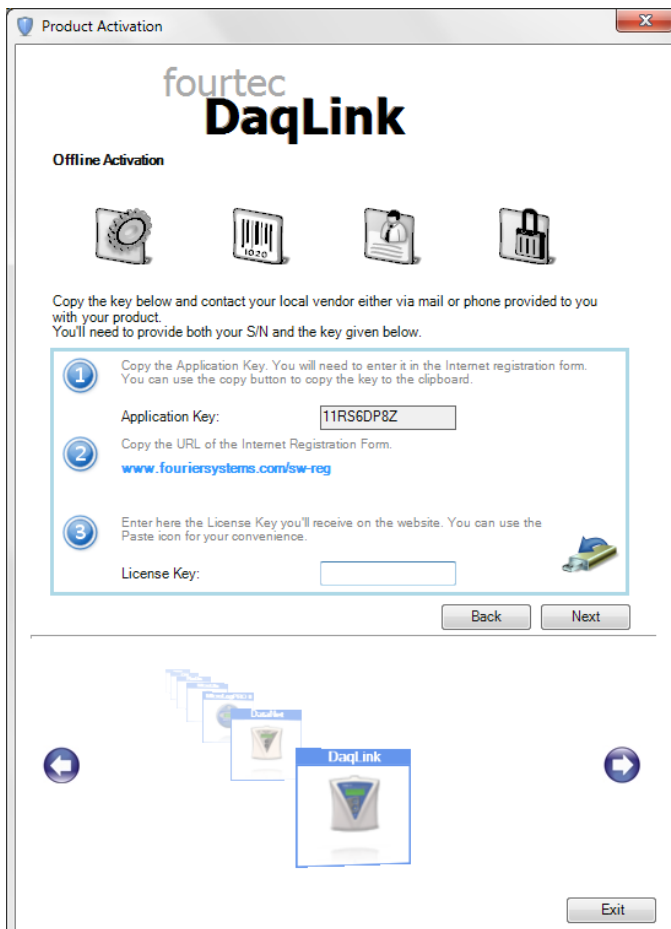 Product Activation
fourtec
DaqLink
Offline Activation
1020
Copy the key below and contact your local vendor either via mail or phone provided to you
with your product.
You'll need to provide both your S/N and the key given below.
1
Copy the Application Key. You will need to enter it in the Internet registration form.
You can use the copy button to copy the key to the clipboard.
Application Key:
11RS6DP8Z
2
Copy the URL of the Internet Registration Form.
www.fouriersystems.com/sw-reg
3
Enter here the License Key you'll receive on the website. You can use the
Paste icon for your convenience.
License Key:
Back
Next
DaqLink
Exit